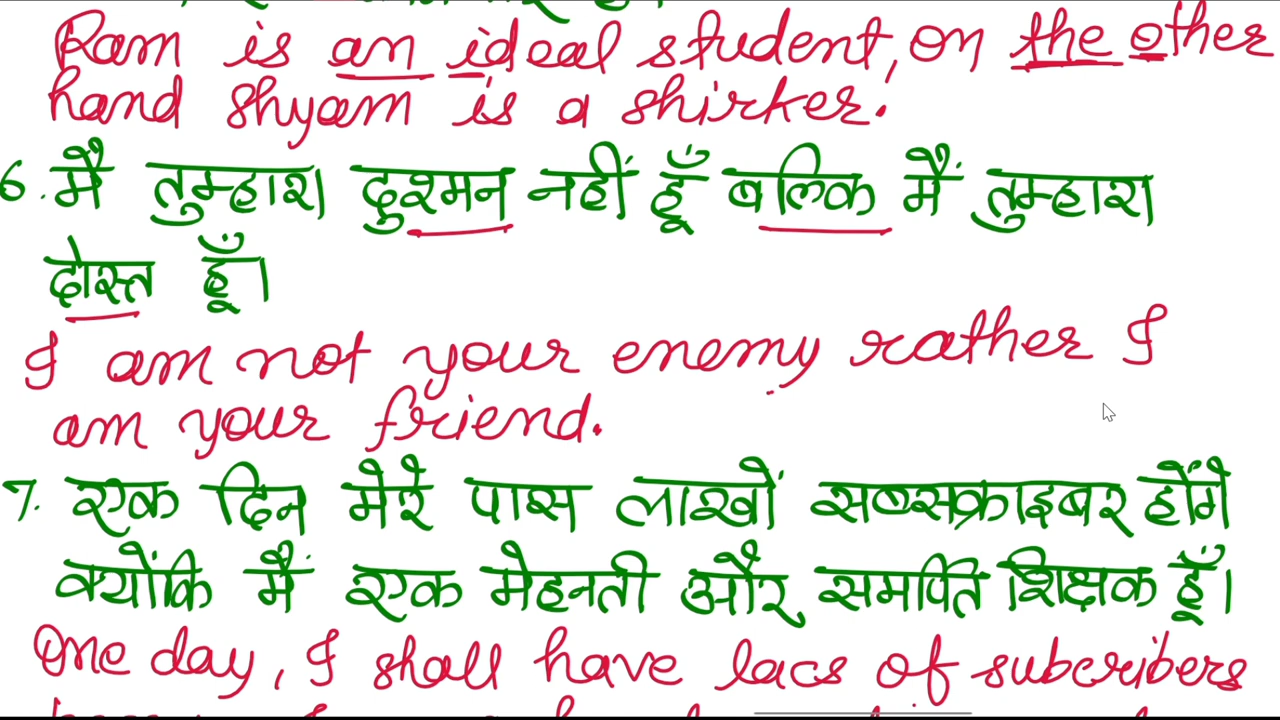 Ram is an ideal student, on the other
hand shyam is a shirker.
6. मै तुम्हारा दुश्मन नहीं हूँ बल्कि मैं तुम्हारा
दोस्त हूँ।
I am not your enemy rather I
am your friend.
7. एक दिन मेरे पास लाखों सब्सक्राइबर होंगे
क्योंकि मैं एक मेहनती और समर्पित शिक्षक हूँ।
One day, I shall have lacs of subcribers